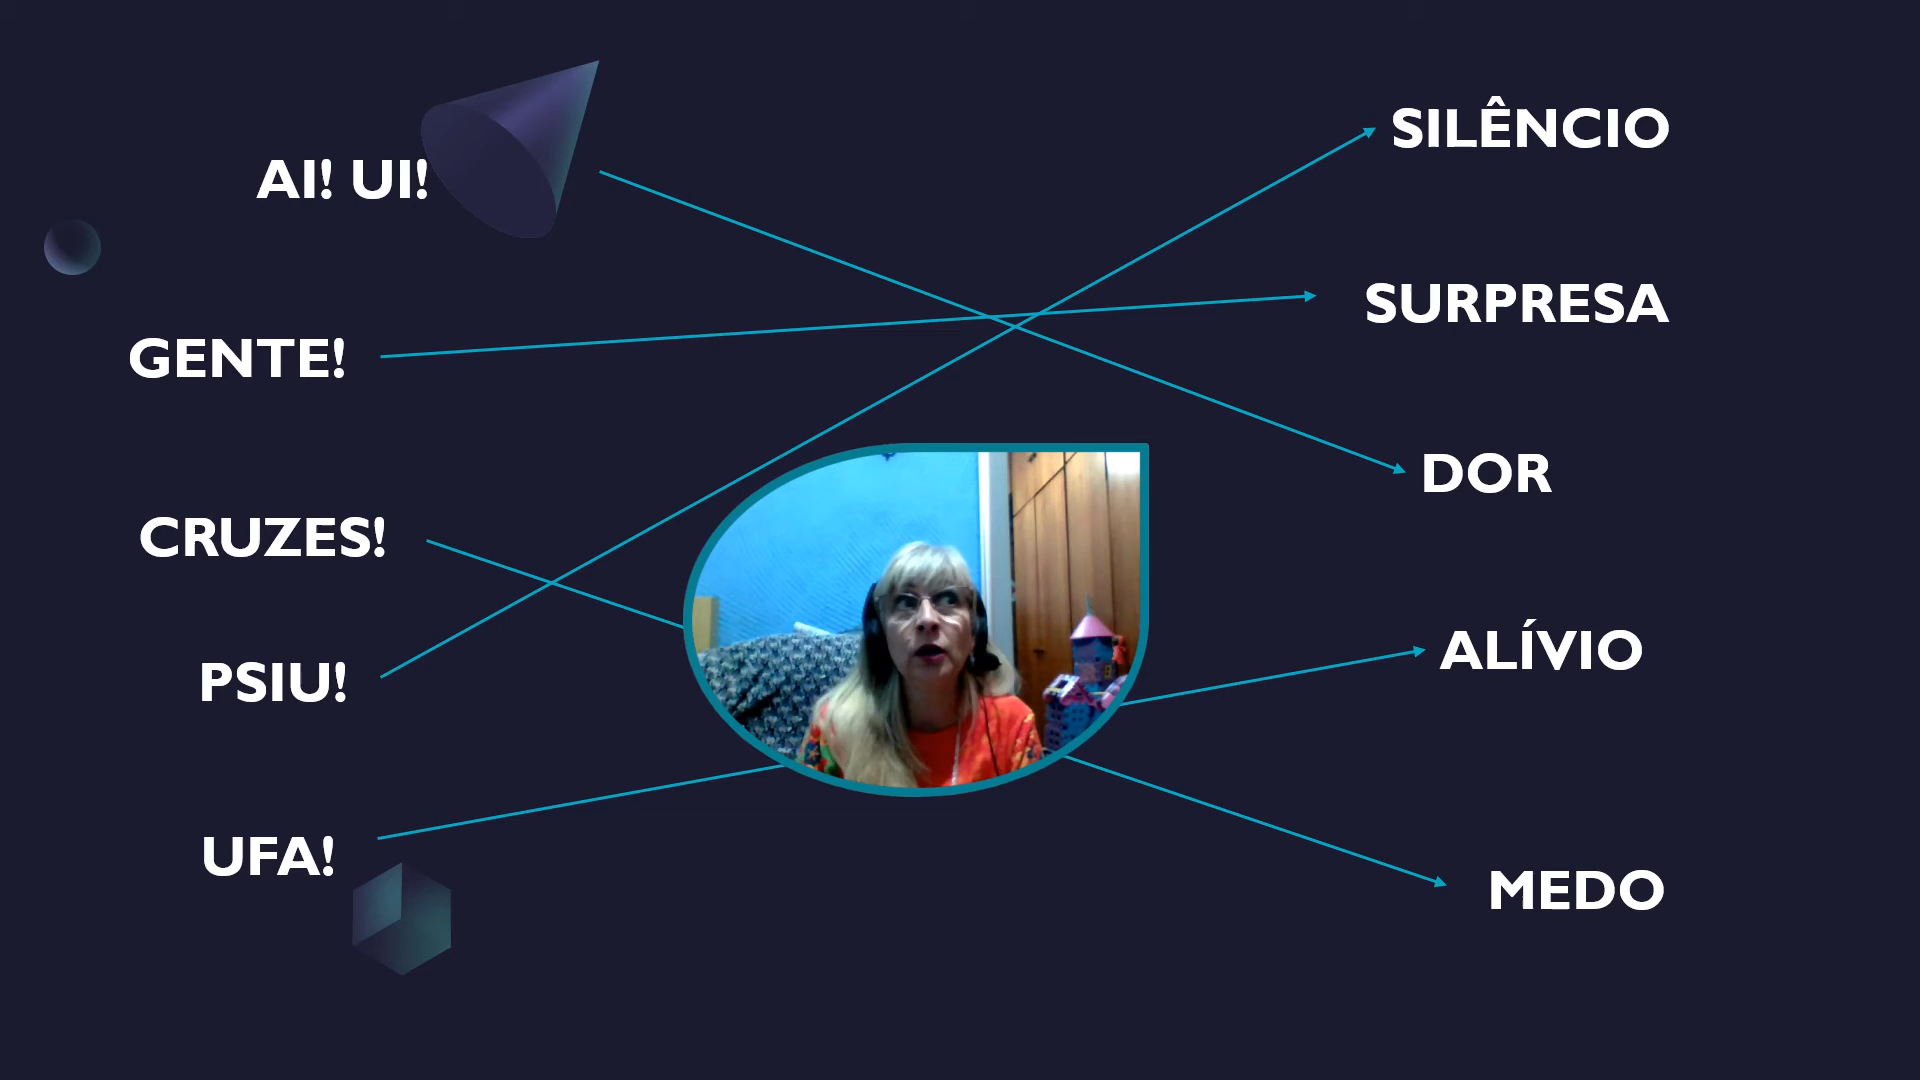 AI! UI!
GENTE!
CRUZES!
PSIU!
UFA!
SILÊNCIO
SURPRESA
DOR
ALÍVIO
MEDO